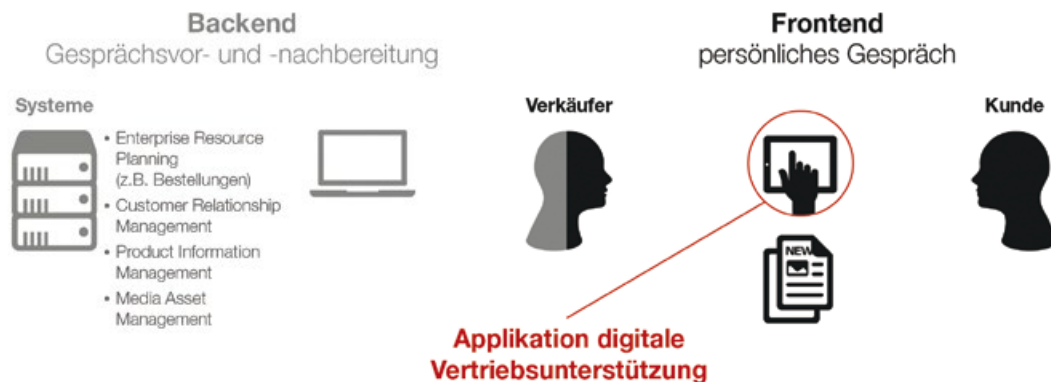 Backend
Gesprächsvor- und -nachbereitung
Frontend
persönliches Gespräch
Systeme
• Enterprise Resource
Planning
(z.B. Bestellungen)
• Customer Relationship
Management
• Product Information
Management
• Media Asset
Management
Verkäufer
Kunde
NEW
Applikation digitale
Vertriebsunterstützung